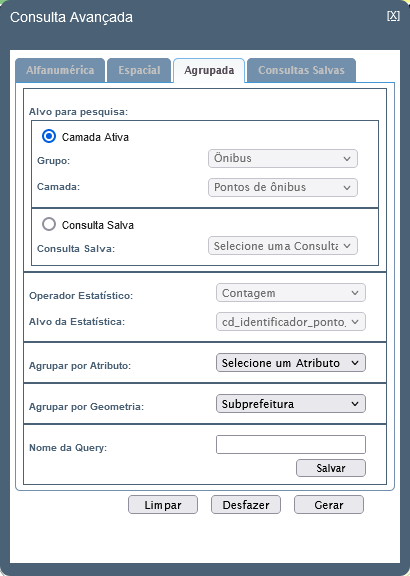 Consulta Avançada [X]
Alfanumérica Espacial Agrupada Consultas Salvas
Alvo para pesquisa:
Camada Ativa
Grupo: Ônibus
Camada: Pontos de ônibus
Consulta Salva
Consulta Salva: Selecione uma Consulta
Operador Estatístico: Contagem
Alvo da Estatística: cd_identificador_ponto_
Agrupar por Atributo: Selecione um Atributo
Agrupar por Geometria: Subprefeitura
Nome da Query:
Salvar
Limpar Desfazer Gerar